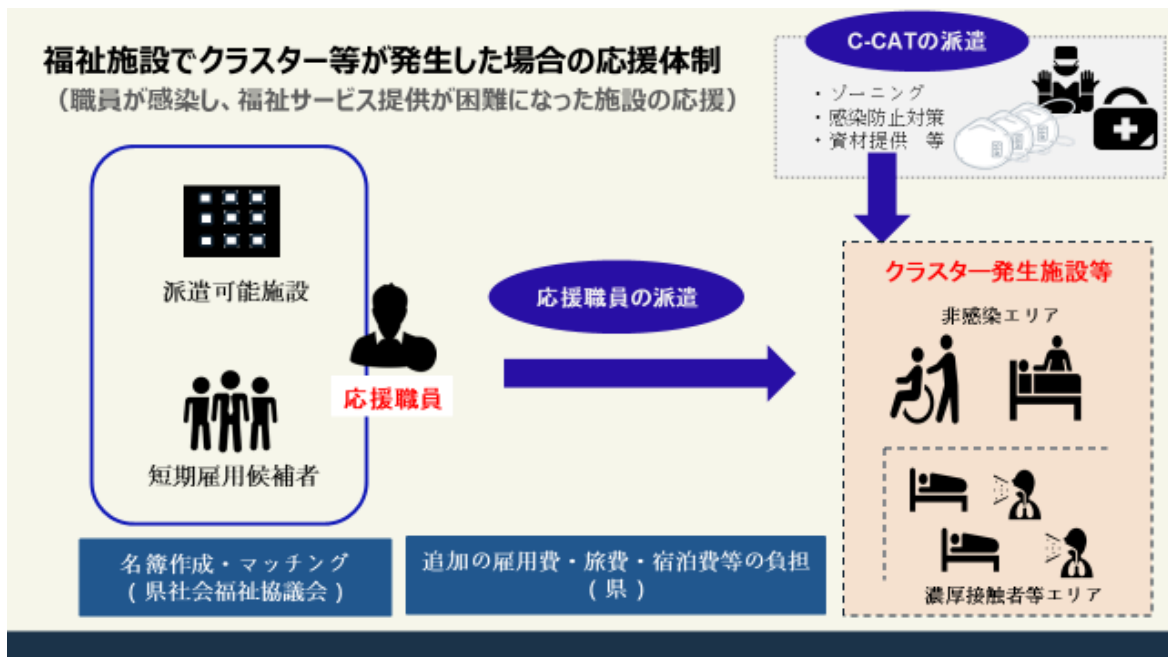 福祉施設でクラスター等が発生した場合の応援体制
(職員が感染し、福祉サービス提供が困難になった施設の応援)
C-CATの派遣
・ゾーニング
・感染防止対策
・資材提供 等
派遣可能施設
応援職員
短期雇用候補者
応援職員の派遣
クラスター発生施設等
非感染エリア
濃厚接触者等エリア
名簿作成・マッチング
(県社会福祉協議会)
追加の雇用費・旅費・宿泊費等の負担
(県)